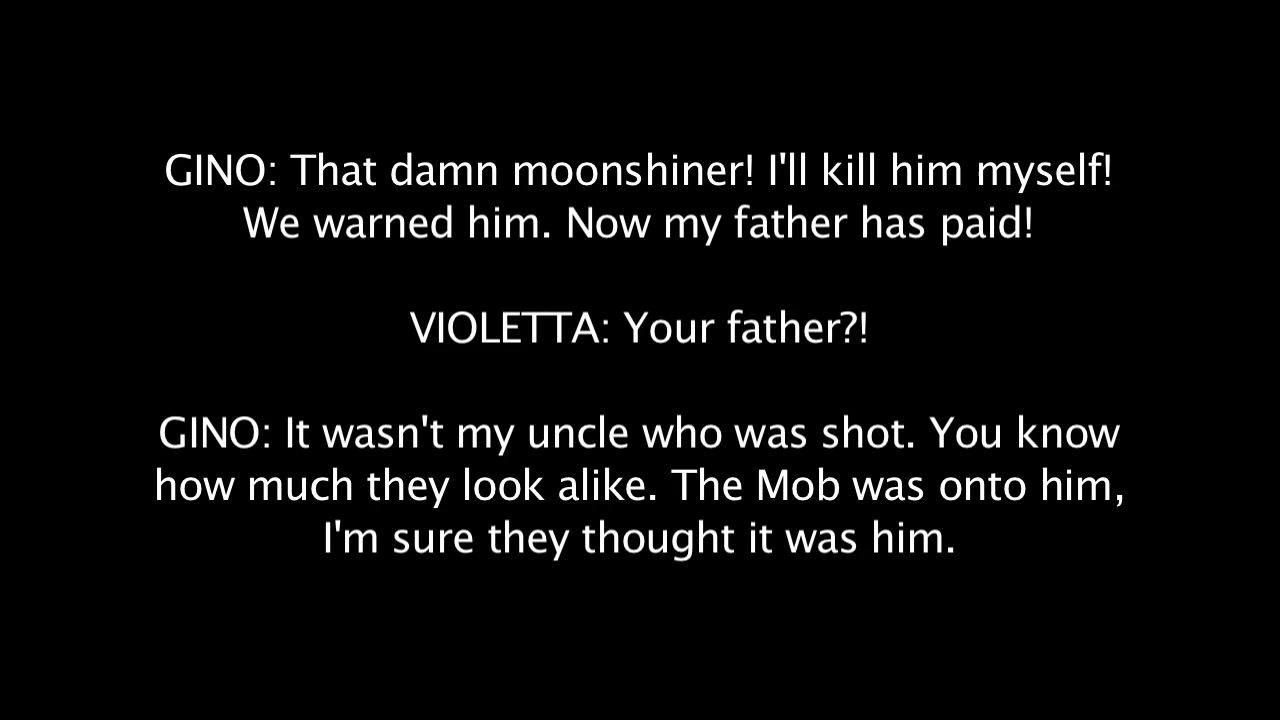 GINO: That damn moonshiner! I'll kill him myself!
We warned him. Now my father has paid!
VIOLETTA: Your father?!
GINO: It wasn't my uncle who was shot. You know
how much they look alike. The Mob was onto him,
I'm sure they thought it was him.